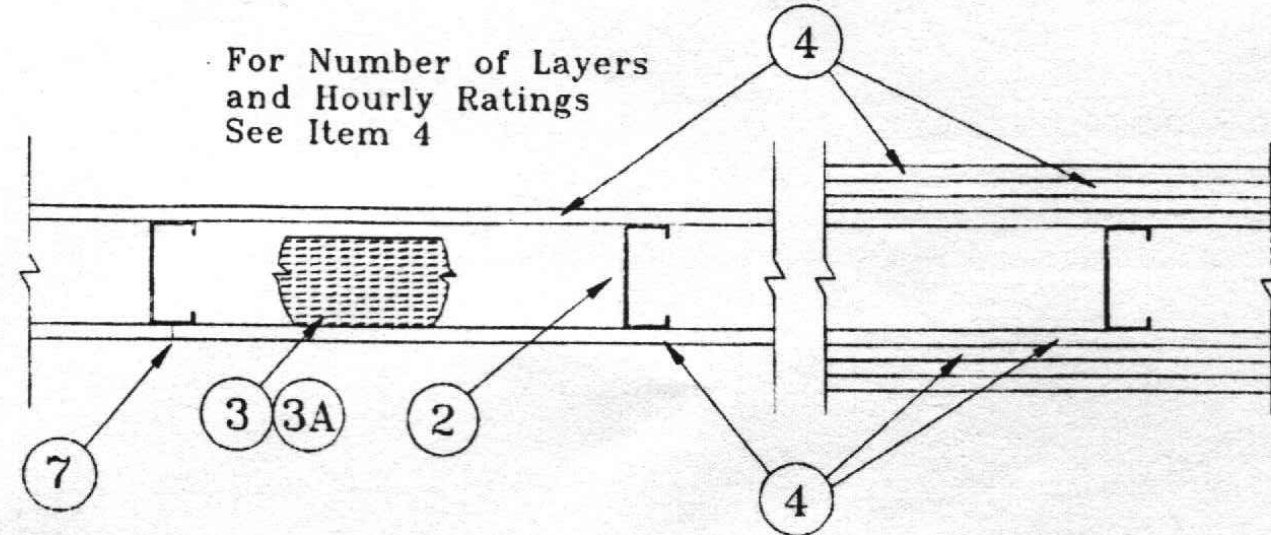 For Number of Layers
and Hourly Ratings
See Item 4
4
3 3A
2
7
4